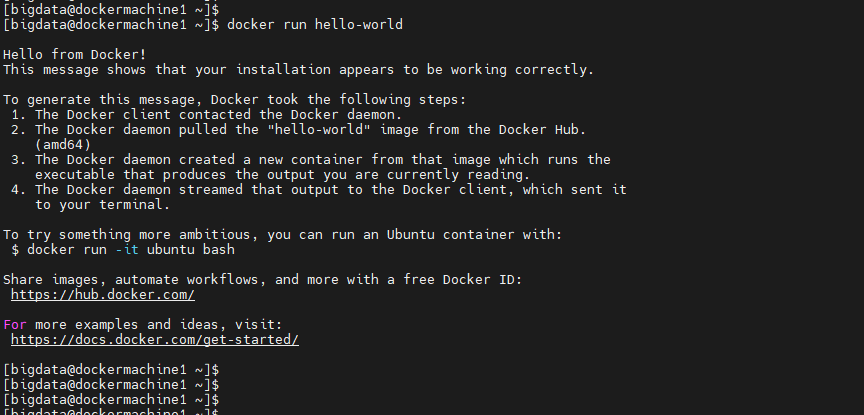 [bigdata@dockermachine1 ~]$
[bigdata@dockermachine1 ~]$ docker run hello-world
Hello from Docker!
This message shows that your installation appears to be working correctly.
To generate this message, Docker took the following steps:
1. The Docker client contacted the Docker daemon.
2. The Docker daemon pulled the "hello-world" image from the Docker Hub.
(amd64)
3. The Docker daemon created a new container from that image which runs the
executable that produces the output you are currently reading.
4. The Docker daemon streamed that output to the Docker client, which sent it
to your terminal.
To try something more ambitious, you can run an Ubuntu container with:
$ docker run -it ubuntu bash
Share images, automate workflows, and more with a free Docker ID:
https://hub.docker.com/
For more examples and ideas, visit:
https://docs.docker.com/get-started/
[bigdata@dockermachine1 ~]$
[bigdata@dockermachine1 ~]$
[bigdata@dockermachine1 ~]$
[bigdata@dockermachine1 ~]$